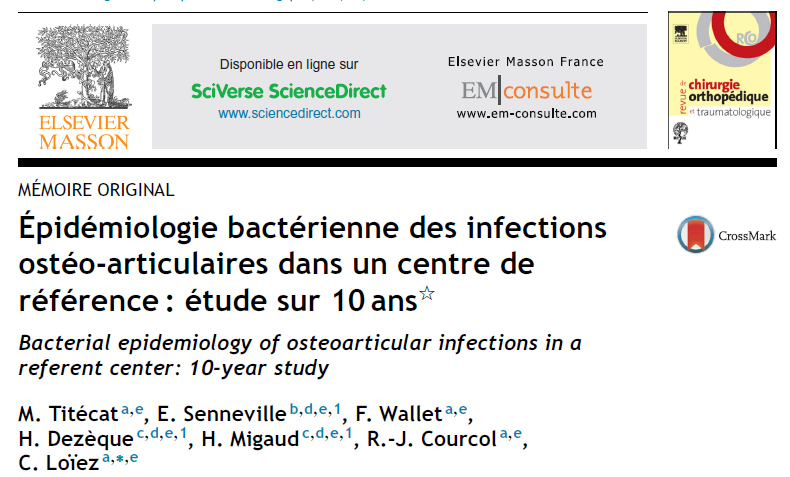 ELSEVIER
MASSON
Disponible en ligne sur
SciVerse ScienceDirect
www.sciencedirect.com
Elsevier Masson France
EM|consulte
www.em-consulte.com
revue de
chirurgie
orthopédique
et traumatologique
MÉMOIRE ORIGINAL
Épidémiologie bactérienne des infections
ostéo-articulaires dans un centre de
référence : étude sur 10 ans☆
CrossMark
Bacterial epidemiology of osteoarticular infections in a
referent center: 10-year study
M. Titécat a,e, E. Senneville b,d,e,1, F. Wallet a,e,
H. Dezèque c,d,e,1, H. Migaud c,d,e,1, R.-J. Courcol a,e,
C. Loïez a,*,e